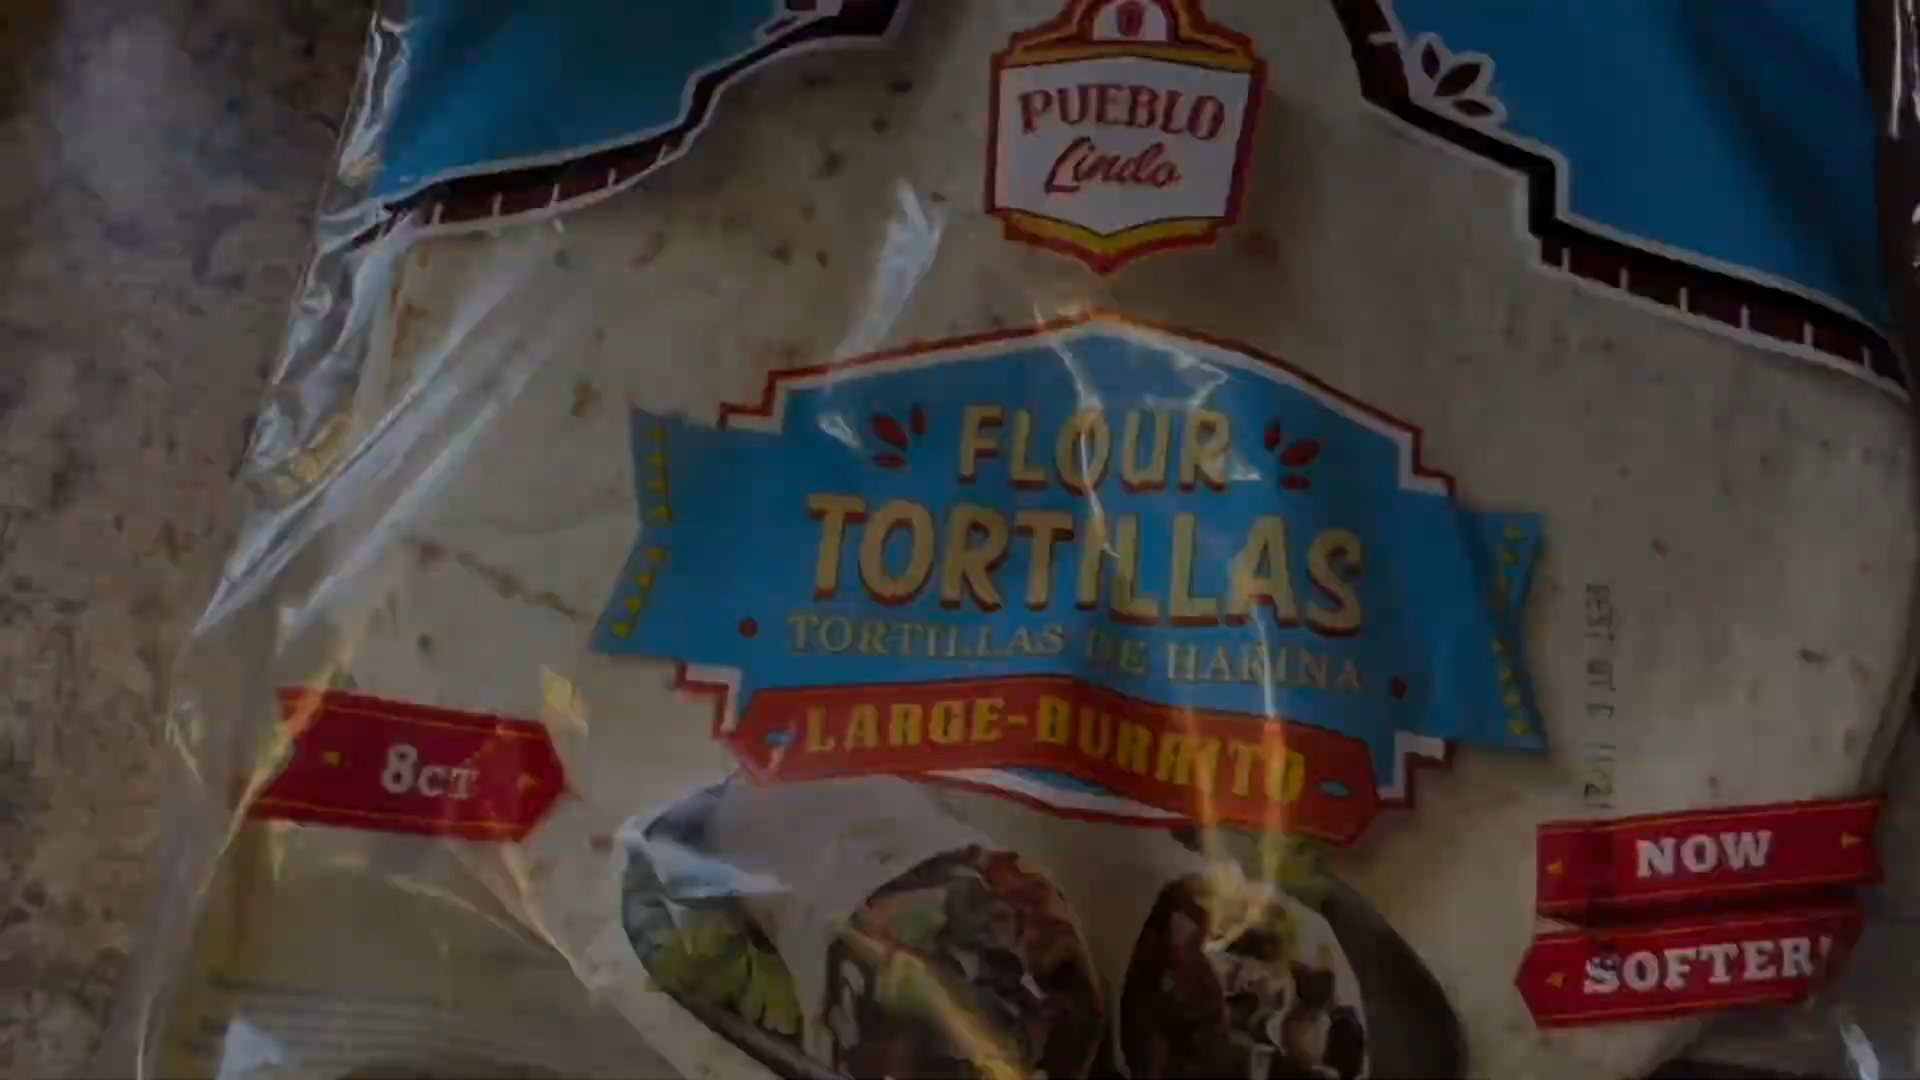 PUEBLO
Lindo
FLOUR
TORTILLAS
TORTILLAS DE HARINA
LARGE-BURRITO
8CT
NOW
SOFTER!